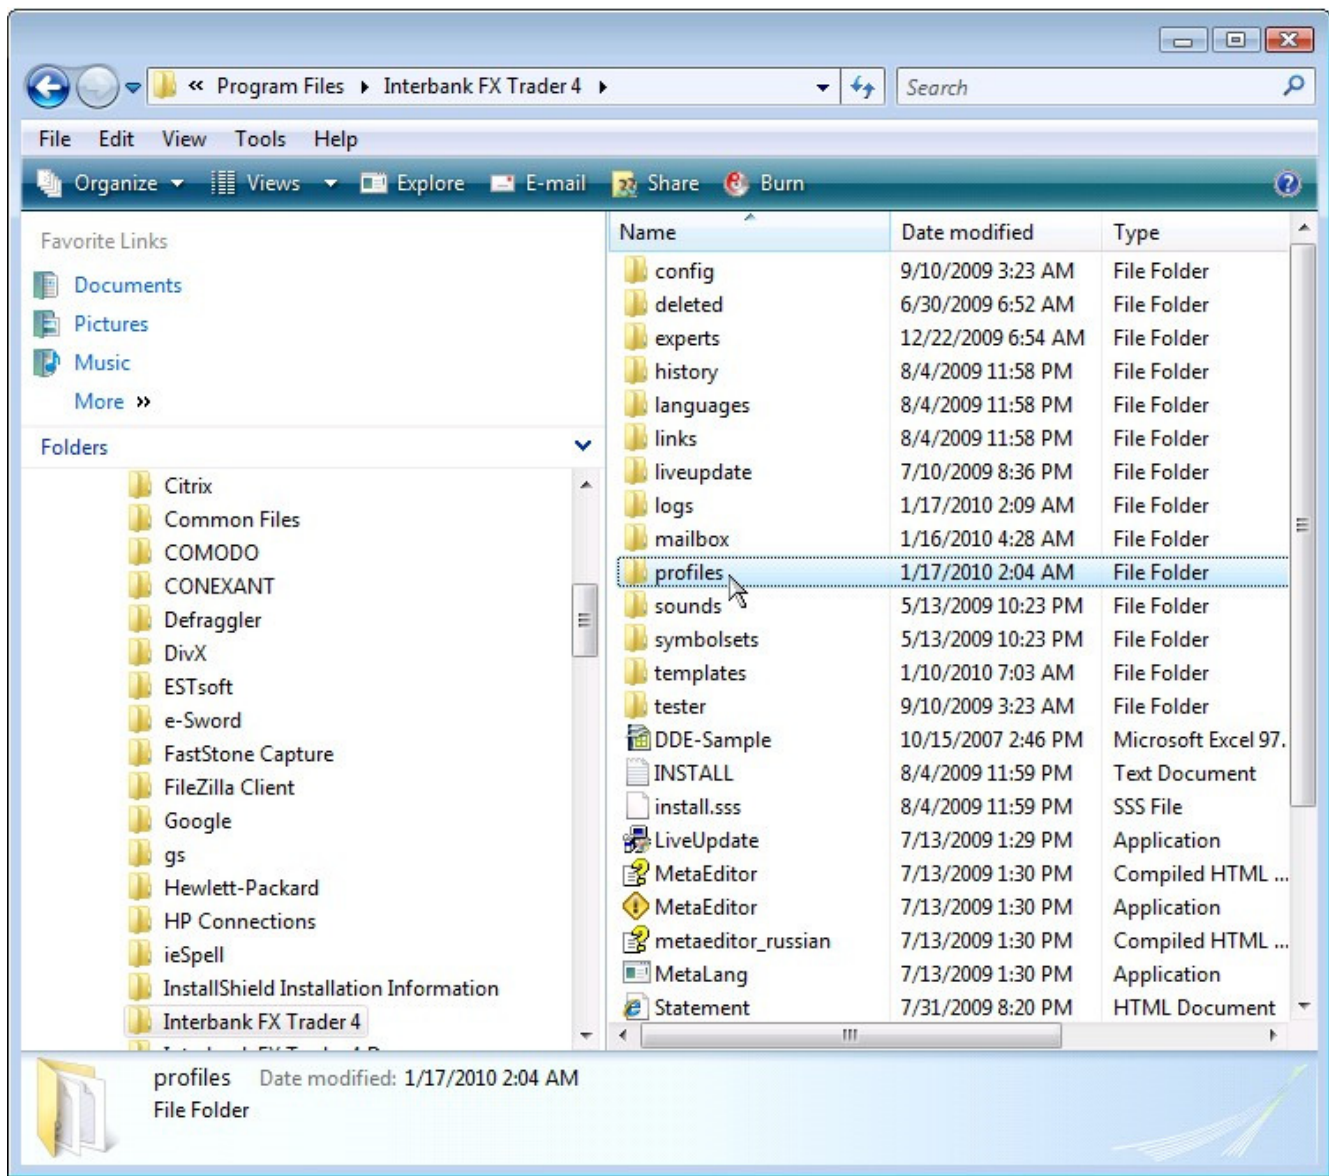 « Program Files ▸ Interbank FX Trader 4 ▸
Search
File Edit View Tools Help
Organize Views Explore E-mail Share Burn
Favorite Links
Documents
Pictures
Music
More »
Folders
Citrix
Common Files
COMODO
CONEXANT
Defraggler
DivX
ESTsoft
e-Sword
FastStone Capture
FileZilla Client
Google
gs
Hewlett-Packard
HP Connections
ieSpell
InstallShield Installation Information
Interbank FX Trader 4
Name Date modified Type
config 9/10/2009 3:23 AM File Folder
deleted 6/30/2009 6:52 AM File Folder
experts 12/22/2009 6:54 AM File Folder
history 8/4/2009 11:58 PM File Folder
languages 8/4/2009 11:58 PM File Folder
links 8/4/2009 11:58 PM File Folder
liveupdate 7/10/2009 8:36 PM File Folder
logs 1/17/2010 2:09 AM File Folder
mailbox 1/16/2010 4:28 AM File Folder
profiles 1/17/2010 2:04 AM File Folder
sounds 5/13/2009 10:23 PM File Folder
symbolsets 5/13/2009 10:23 PM File Folder
templates 1/10/2010 7:03 AM File Folder
tester 9/10/2009 3:23 AM File Folder
DDE-Sample 10/15/2007 2:46 PM Microsoft Excel 97.
INSTALL 8/4/2009 11:59 PM Text Document
install.sss 8/4/2009 11:59 PM SSS File
LiveUpdate 7/13/2009 1:29 PM Application
MetaEditor 7/13/2009 1:30 PM Compiled HTML ...
MetaEditor 7/13/2009 1:30 PM Application
metaeditor_russian 7/13/2009 1:30 PM Compiled HTML ...
MetaLang 7/13/2009 1:30 PM Application
Statement 7/31/2009 8:20 PM HTML Document
profiles Date modified: 1/17/2010 2:04 AM
File Folder